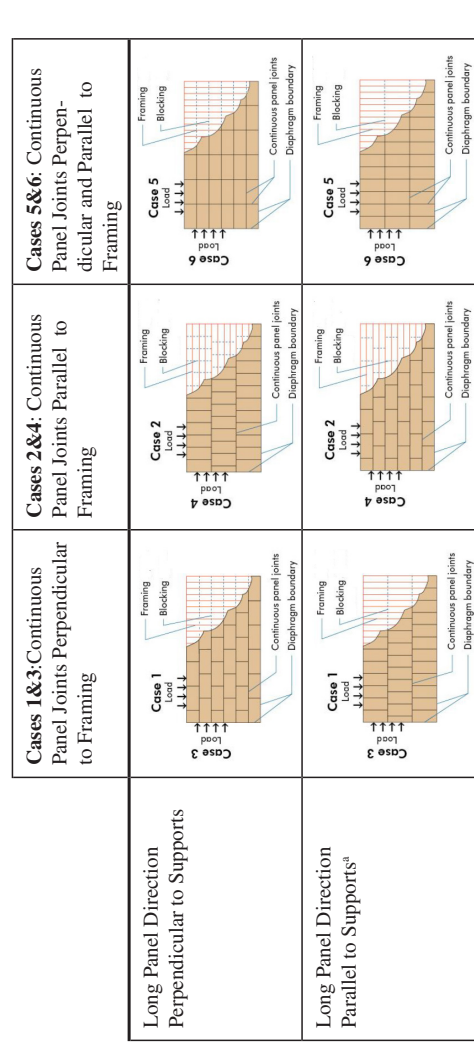 Cases 1&3:Continuous
Panel Joints Perpendicular
to Framing
Cases 2&4: Continuous
Panel Joints Parallel to
Framing
Cases 5&6: Continuous
Panel Joints Perpen-
dicular and Parallel to
Framing
Long Panel Direction
Perpendicular to Supports
Case 1
Load
Case 3
Load
Framing
Blocking
Continuous panel joints
Diaphragm boundary
Case 2
Load
Case 4
Load
Framing
Blocking
Continuous panel joints
Diaphragm boundary
Case 5
Load
Case 6
Load
Framing
Blocking
Continuous panel joints
Diaphragm boundary
Long Panel Direction
Parallel to Supportsᵃ
Case 1
Load
Case 3
Load
Framing
Blocking
Continuous panel joints
Diaphragm boundary
Case 2
Load
Case 4
Load
Framing
Blocking
Continuous panel joints
Diaphragm boundary
Case 5
Load
Case 6
Load
Framing
Blocking
Continuous panel joints
Diaphragm boundary